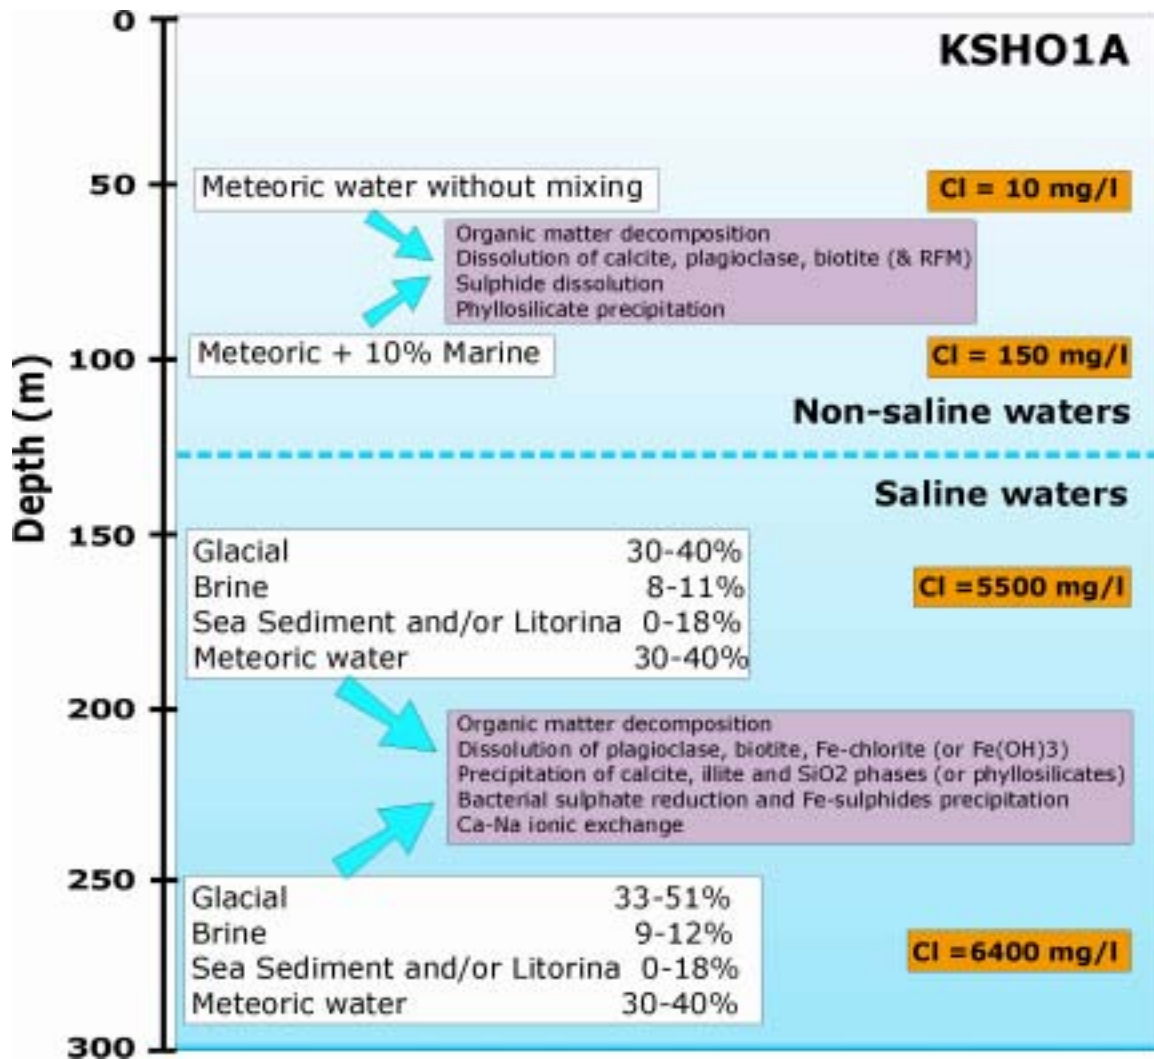 0
KSHO1A
50
Meteoric water without mixing
Cl = 10 mg/l
Organic matter decomposition
Dissolution of calcite, plagioclase, biotite (& RFM)
Sulphide dissolution
Phyllosilicate precipitation
100
Meteoric + 10% Marine
Cl = 150 mg/l
Depth (m)
Non-saline waters
Saline waters
150
Glacial 30-40%
Brine 8-11%
Sea Sediment and/or Litorina 0-18%
Meteoric water 30-40%
Cl =5500 mg/l
200
Organic matter decomposition
Dissolution of plagioclase, biotite, Fe-chlorite (or Fe(OH)3)
Precipitation of calcite, illite and SiO2 phases (or phyllosilicates)
Bacterial sulphate reduction and Fe-sulphides precipitation
Ca-Na ionic exchange
250
Glacial 33-51%
Brine 9-12%
Sea Sediment and/or Litorina 0-18%
Meteoric water 30-40%
Cl =6400 mg/l
300